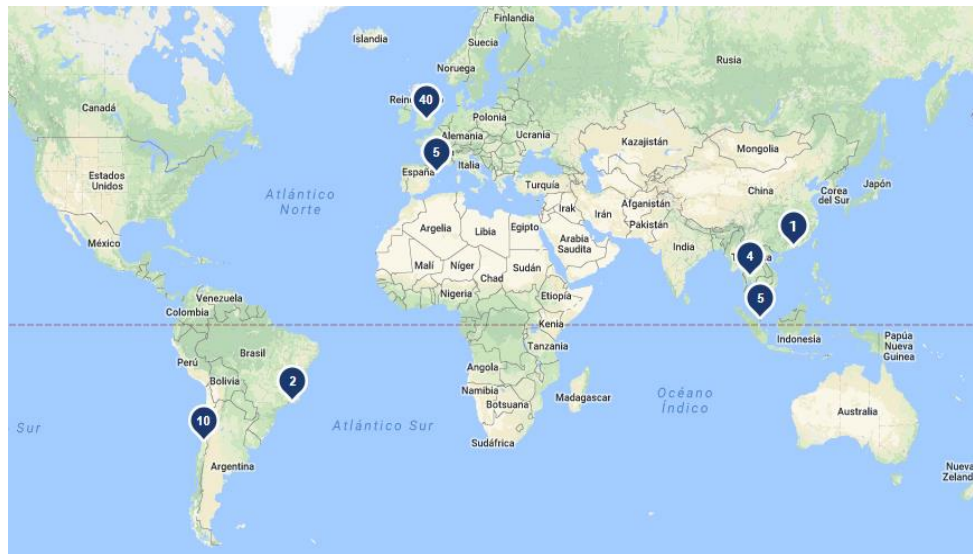 Finlandia
Islandia
Suecia
Noruega
Rusia
Canadá
40
Polonia
Alemania
Ucrania
5
Kazajistán
Mongolia
Italia
España
Estados
Unidos
Atlántico
Norte
Turquía
China
Corea
del Sur
Japón
Afganistán
Irak
Irán
Pakistán
Argelia
Libia
Egipto
Arabia
Saudita
India
1
México
Malí
Níger
Chad
Sudán
4
Nigeria
Etiopía
5
Venezuela
Colombia
Kenia
Indonesia
Papúa
Nueva
Guinea
Tanzania
Perú
Brasil
Bolivia
2
Angola
Namibia
Botsuana
Madagascar
Océano
Índico
Australia
10
Sur
Atlántico Sur
Sudáfrica
Argentina
Nueva
Zeland